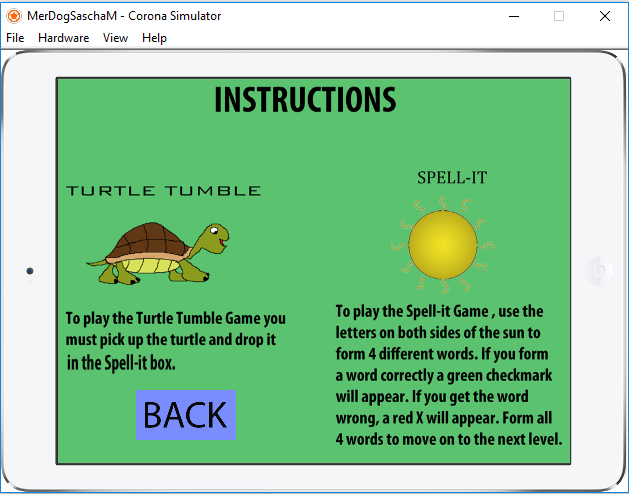 MerDogSaschaM - Corona Simulator
File Hardware View Help
INSTRUCTIONS
TURTLE TUMBLE
To play the Turtle Tumble Game you
must pick up the turtle and drop it
in the Spell-it box.
BACK
SPELL-IT
To play the Spell-it Game , use the
letters on both sides of the sun to
form 4 different words. If you form
a word correctly a green checkmark
will appear. If you get the word
wrong, a red X will appear. Form all
4 words to move on to the next level.